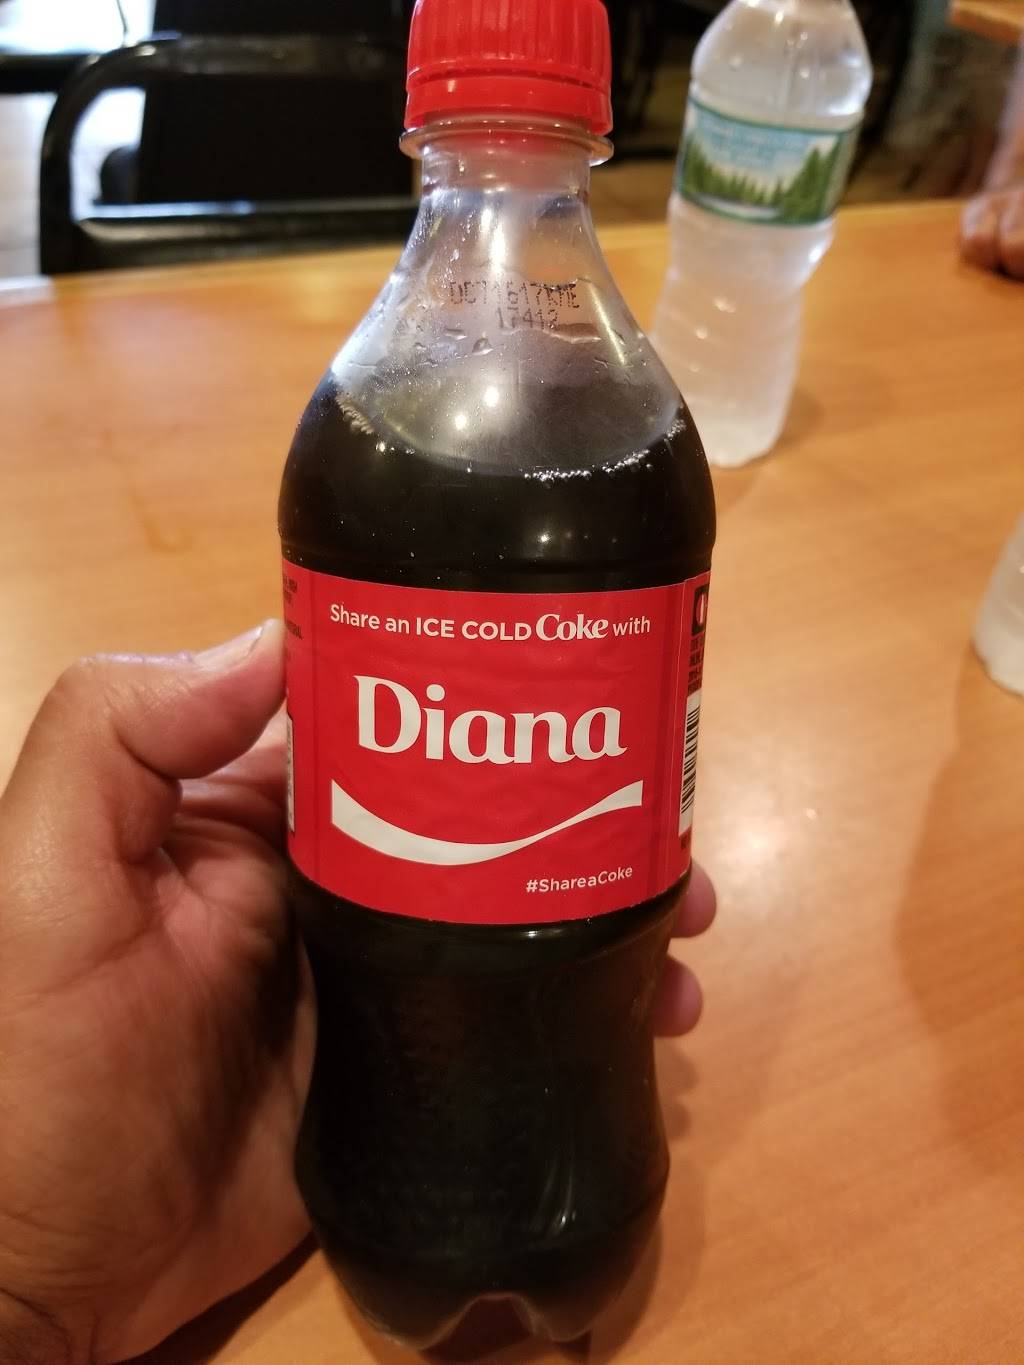 OCT1617KME
17412
Share an ICE COLD Coke with
Diana
#ShareaCoke